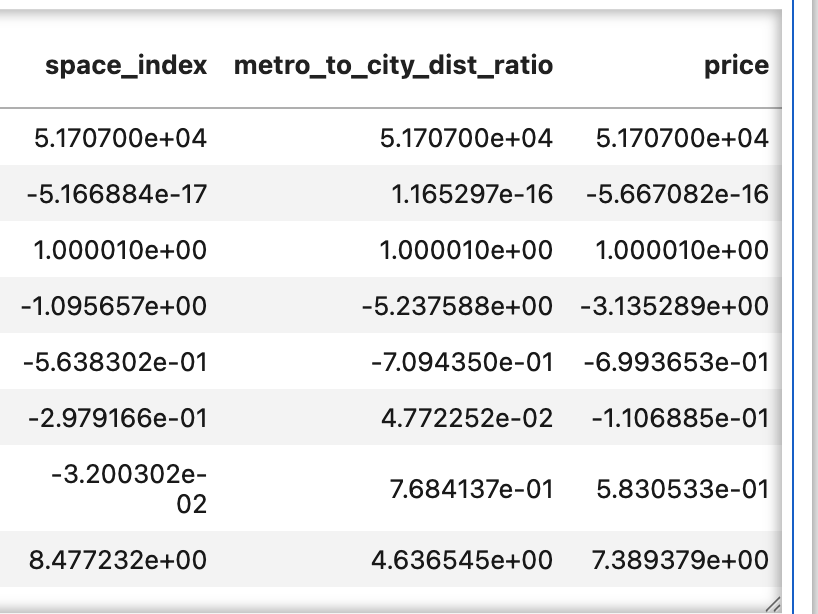 space_index metro_to_city_dist_ratio price
5.170700e+04 5.170700e+04 5.170700e+04
-5.166884e-17 1.165297e-16 -5.667082e-16
1.000010e+00 1.000010e+00 1.000010e+00
-1.095657e+00 -5.237588e+00 -3.135289e+00
-5.638302e-01 -7.094350e-01 -6.993653e-01
-2.979166e-01 4.772252e-02 -1.106885e-01
-3.200302e-
02 7.684137e-01 5.830533e-01
8.477232e+00 4.636545e+00 7.389379e+00